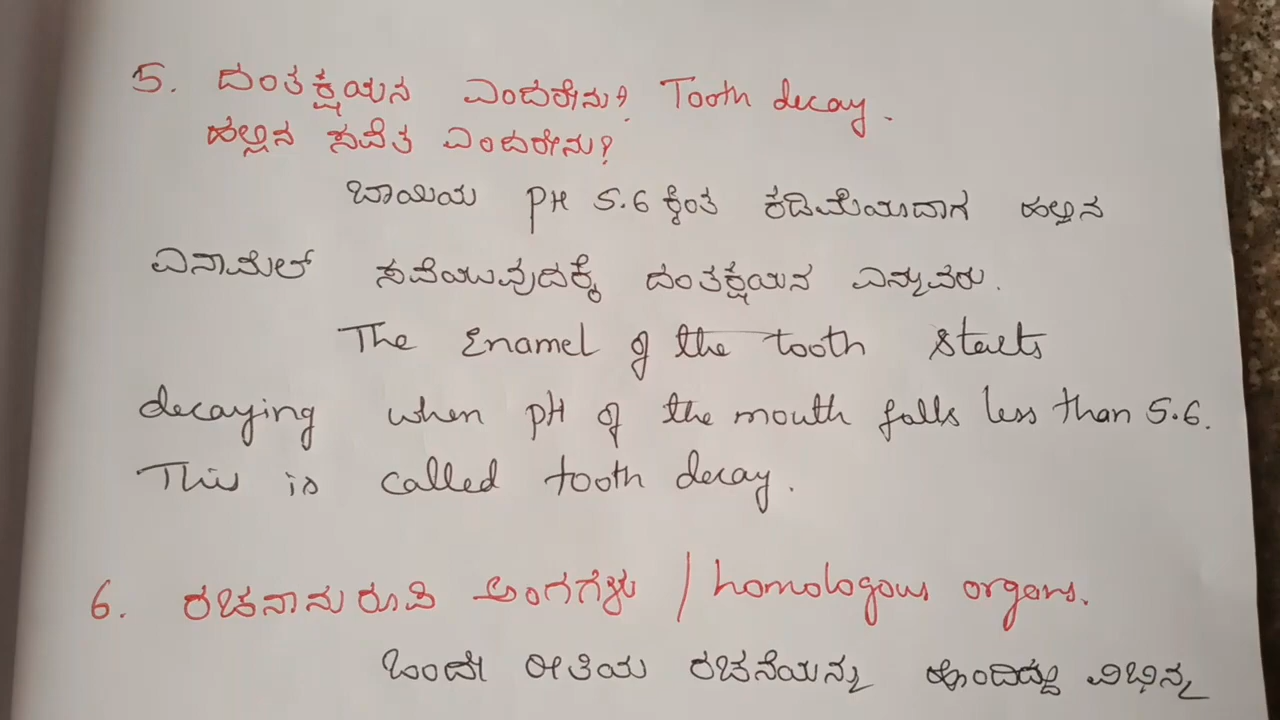 5. ದಂತಕ್ಷಯನ ಎಂದರೇನು? Tooth decay.
ಹಲ್ಲಿನ ಸವೆತ ಎಂದರೇನು?
ಬಾಯಿಯ pH 5.6 ಕ್ಕಿಂತ ಕಡಿಮೆಯಾದಾಗ ಹಲ್ಲಿನ
ಎನಾಮೆಲ್ ಸವೆಯುವುದಕ್ಕೆ ದಂತಕ್ಷಯನ ಎನ್ನುವರು.
The Enamel of the tooth starts
decaying when pH of the mouth falls less than 5.6.
This is called tooth decay.
6. ರಚನಾನುರೂಪಿ ಅಂಗಗಳು / homologous organs.
ಒಂದೇ ರೀತಿಯ ರಚನೆಯನ್ನು ಹೊಂದಿದ್ದು ವಿಭಿನ್ನ